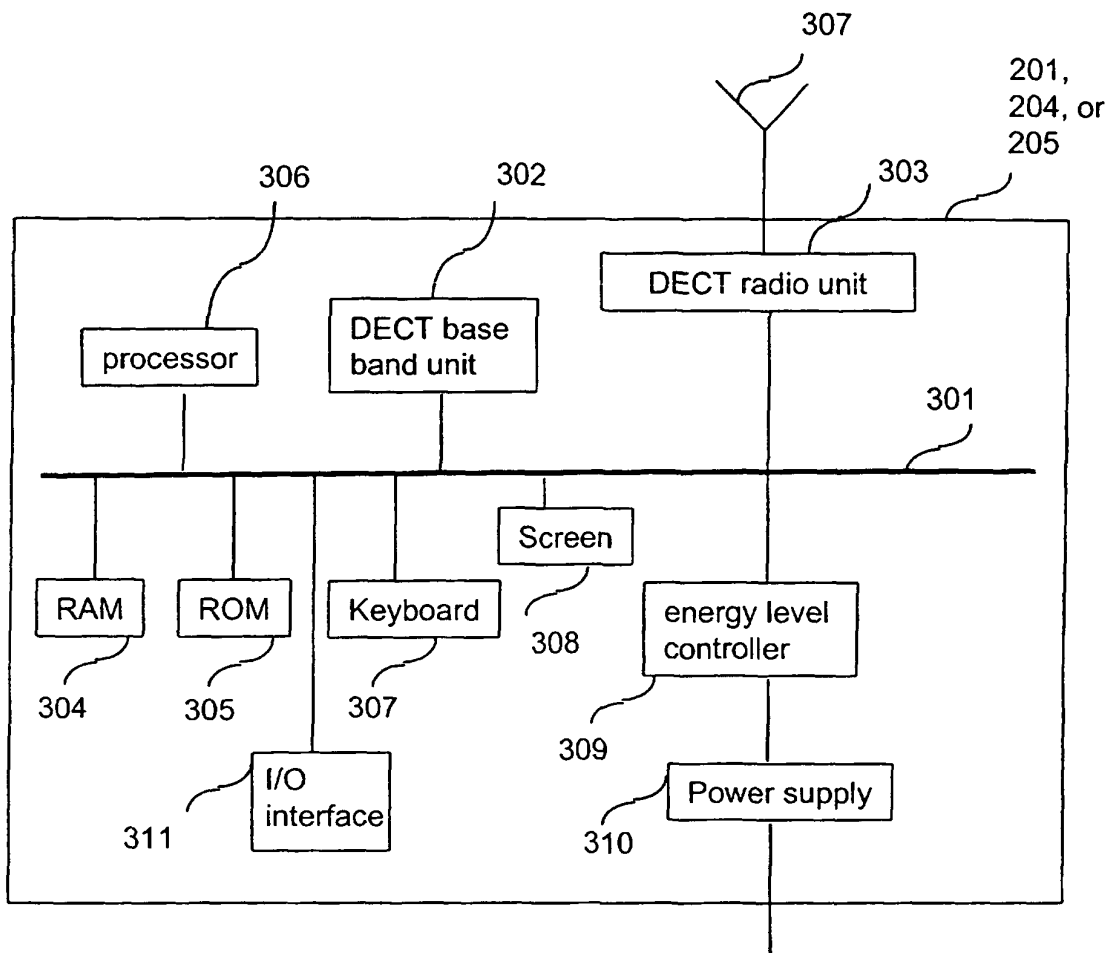 307
201,
204, or
205
306
302
303
DECT radio unit
processor
DECT base
band unit
301
Screen
RAM
ROM
Keyboard
energy level
controller
308
304
305
307
309
I/O
interface
Power supply
311
310